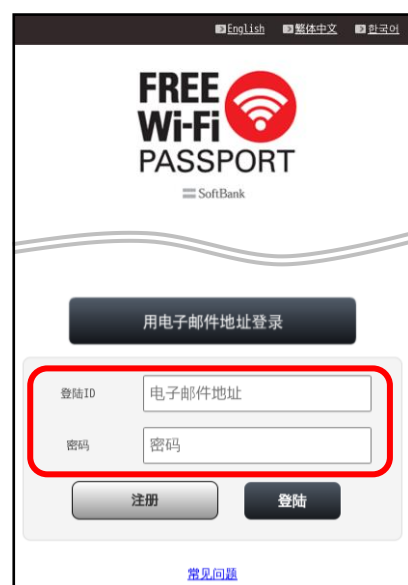 English 繁体中文 한국어
FREE
Wi-Fi
PASSPORT
SoftBank
用电子邮件地址登录
登陆ID 电子邮件地址
密码 密码
注册 登陆
常见问题